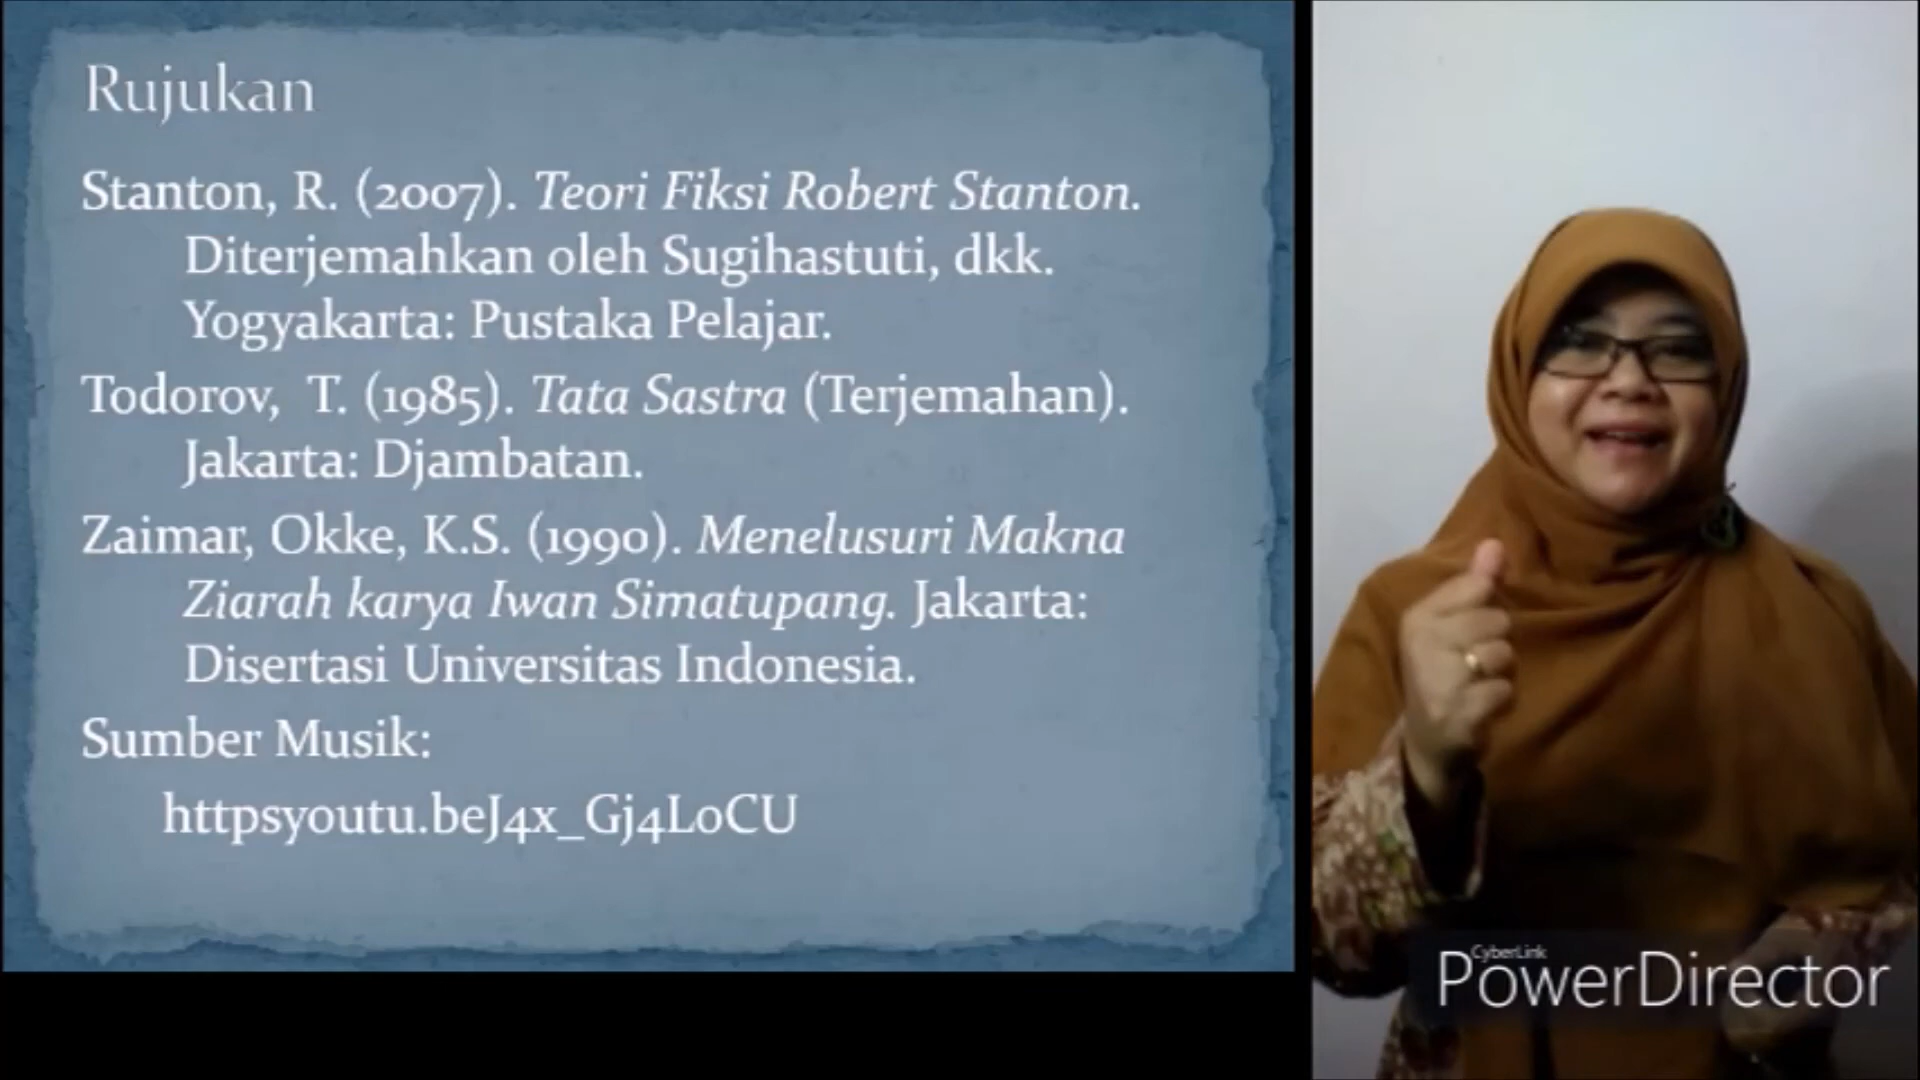 Rujukan
Stanton, R. (2007). Teori Fiksi Robert Stanton.
Diterjemahkan oleh Sugihastuti, dkk.
Yogyakarta: Pustaka Pelajar.
Todorov, T. (1985). Tata Sastra (Terjemahan).
Jakarta: Djambatan.
Zaimar, Okke, K.S. (1990). Menelusuri Makna
Ziarah karya Iwan Simatupang. Jakarta:
Disertasi Universitas Indonesia.
Sumber Musik:
httpsyoutu.beJ4x_Gj4LoCU
CyberLink
PowerDirector